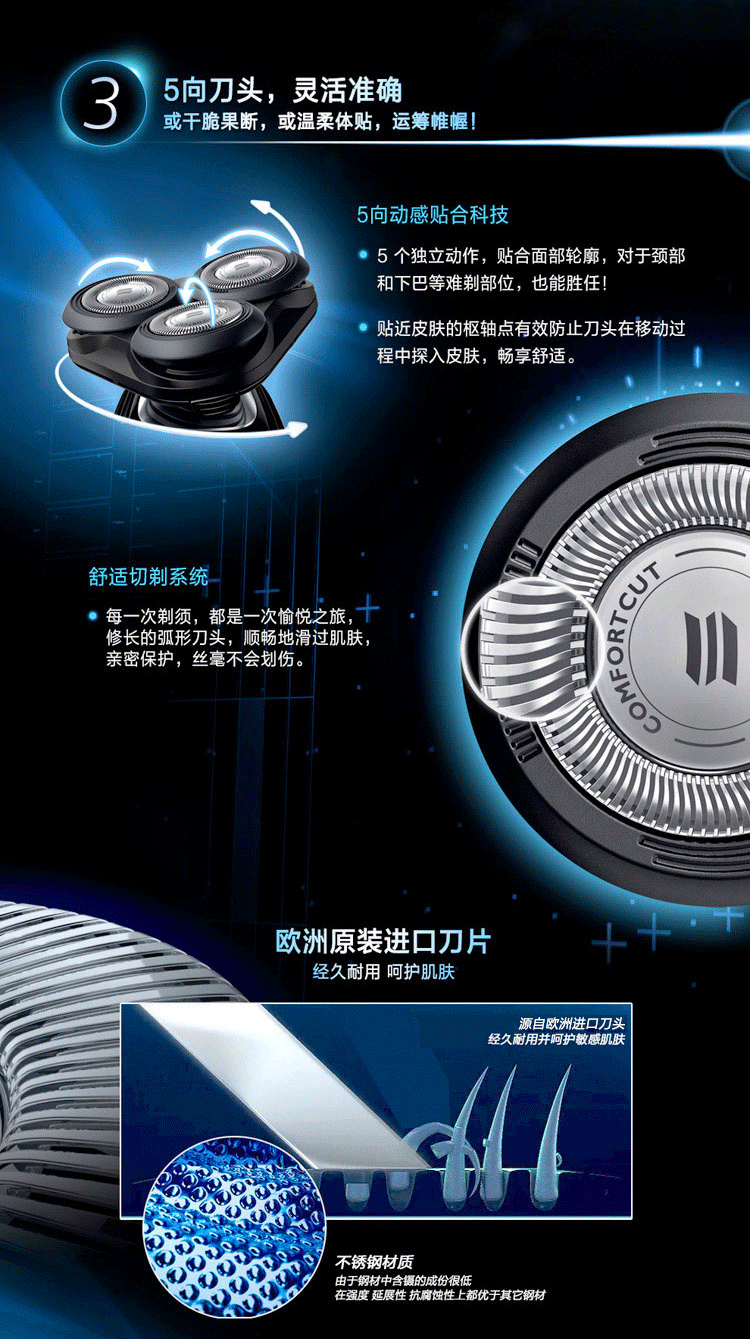 3
5向刀头，灵活准确
或干脆果断，或温柔体贴，运筹帷幄！
5向动感贴合科技
5 个独立动作，贴合面部轮廓，对于颈部
和下巴等难剃部位，也能胜任！
贴近皮肤的枢轴点有效防止刀头在移动过
程中探入皮肤，畅享舒适。
舒适切剃系统
每一次剃须，都是一次愉悦之旅，
修长的弧形刀头，顺畅地滑过肌肤，
亲密保护，丝毫不会划伤。
COMFORTCUT
欧洲原装进口刀片
经久耐用 呵护肌肤
源自欧洲进口刀头
经久耐用并呵护敏感肌肤
不锈钢材质
由于钢材中含镊的成份很低
在强度 延展性 抗腐蚀性上都优于其它钢材